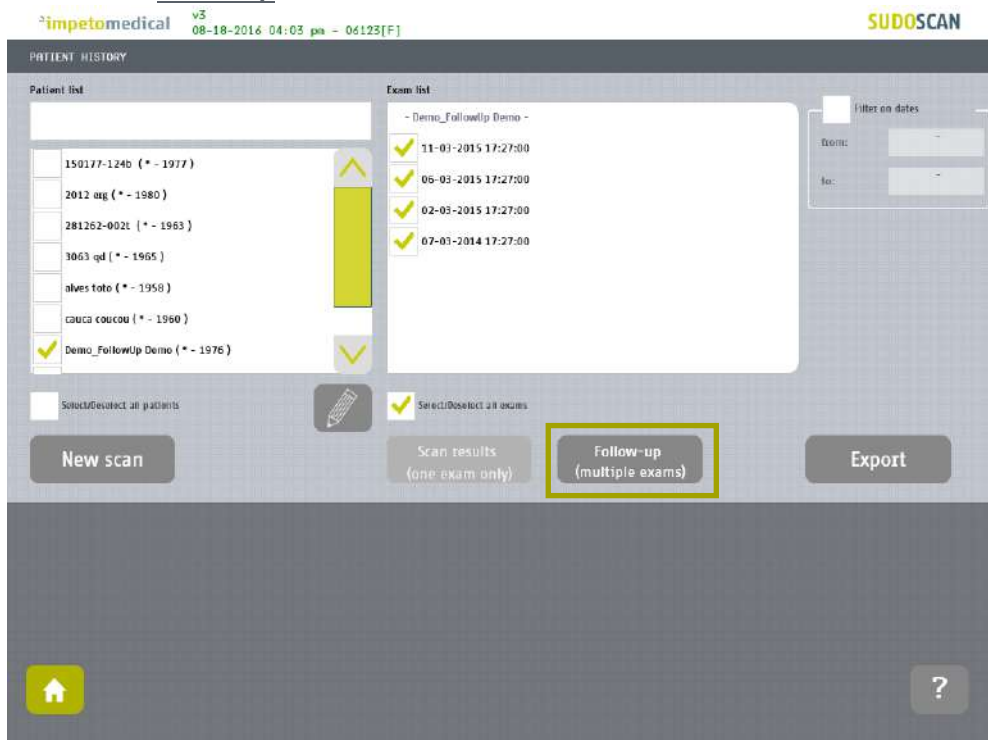 impetomedical
v3
08-18-2016 04:03 pm - 06123[F]
SUDOSCAN
PATIENT HISTORY
Patient list
150177-124b (* - 1977)
2012 arg (* - 1980)
281262-002t (* - 1963)
3063 qd (* - 1965)
alves toto (* - 1958)
cauca coucou (* - 1960)
Demo_FollowUp Demo (* - 1976)
Select/Deselect all patients
New scan
Exam list
- Demo_FollowUp Demo -
11-03-2015 17:27:00
06-03-2015 17:27:00
02-03-2015 17:27:00
07-03-2014 17:27:00
Select/Deselect all exams
Scan results
(one exam only)
Follow-up
(multiple exams)
Filter on dates
from: -
to: -
Export
?